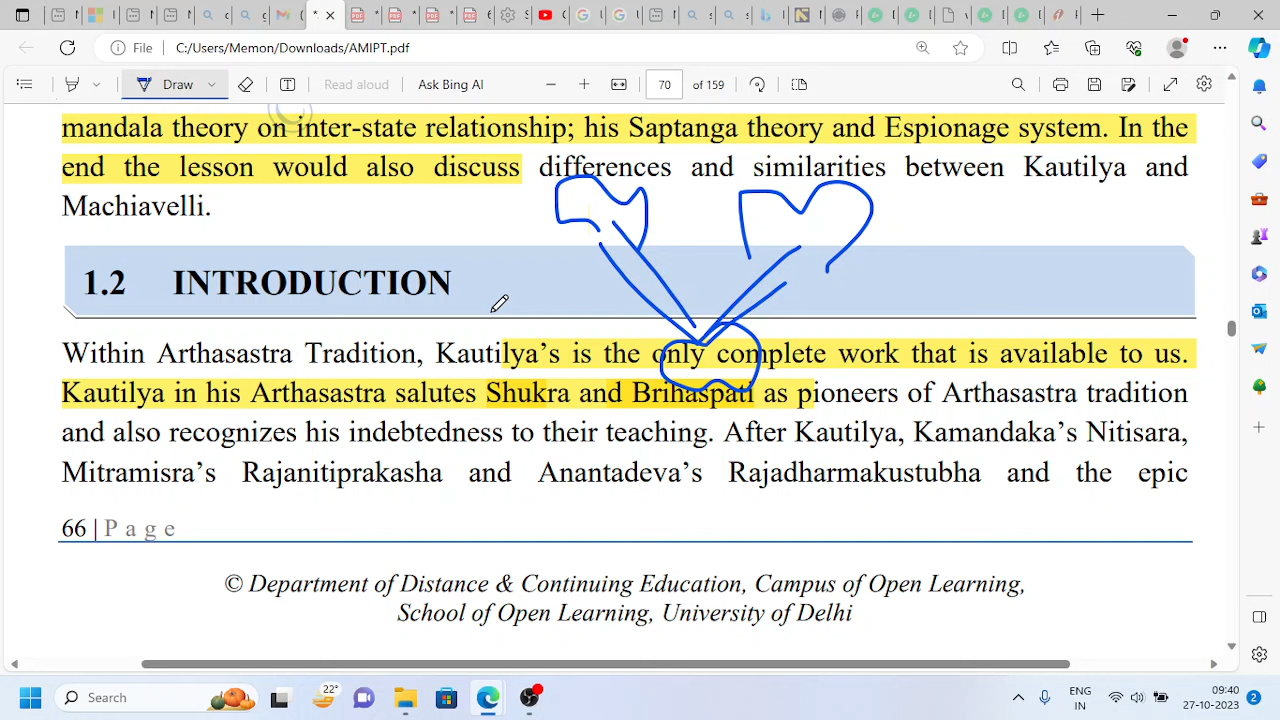 File
C:/Users/Memon/Downloads/AMIPT.pdf
Draw
Read aloud
Ask Bing AI
70 of 159
mandala theory on inter-state relationship; his Saptanga theory and Espionage system. In the
end the lesson would also discuss differences and similarities between Kautilya and
Machiavelli.
1.2 INTRODUCTION
Within Arthasastra Tradition, Kautilya’s is the only complete work that is available to us.
Kautilya in his Arthasastra salutes Shukra and Brihaspati as pioneers of Arthasastra tradition
and also recognizes his indebtedness to their teaching. After Kautilya, Kamandaka’s Nitisara,
Mitramisra’s Rajanitiprakasha and Anantadeva’s Rajadharmakustubha and the epic
66 | P a g e
© Department of Distance & Continuing Education, Campus of Open Learning,
School of Open Learning, University of Delhi
Search
22°
ENG
IN
09:40
27-10-2023
2